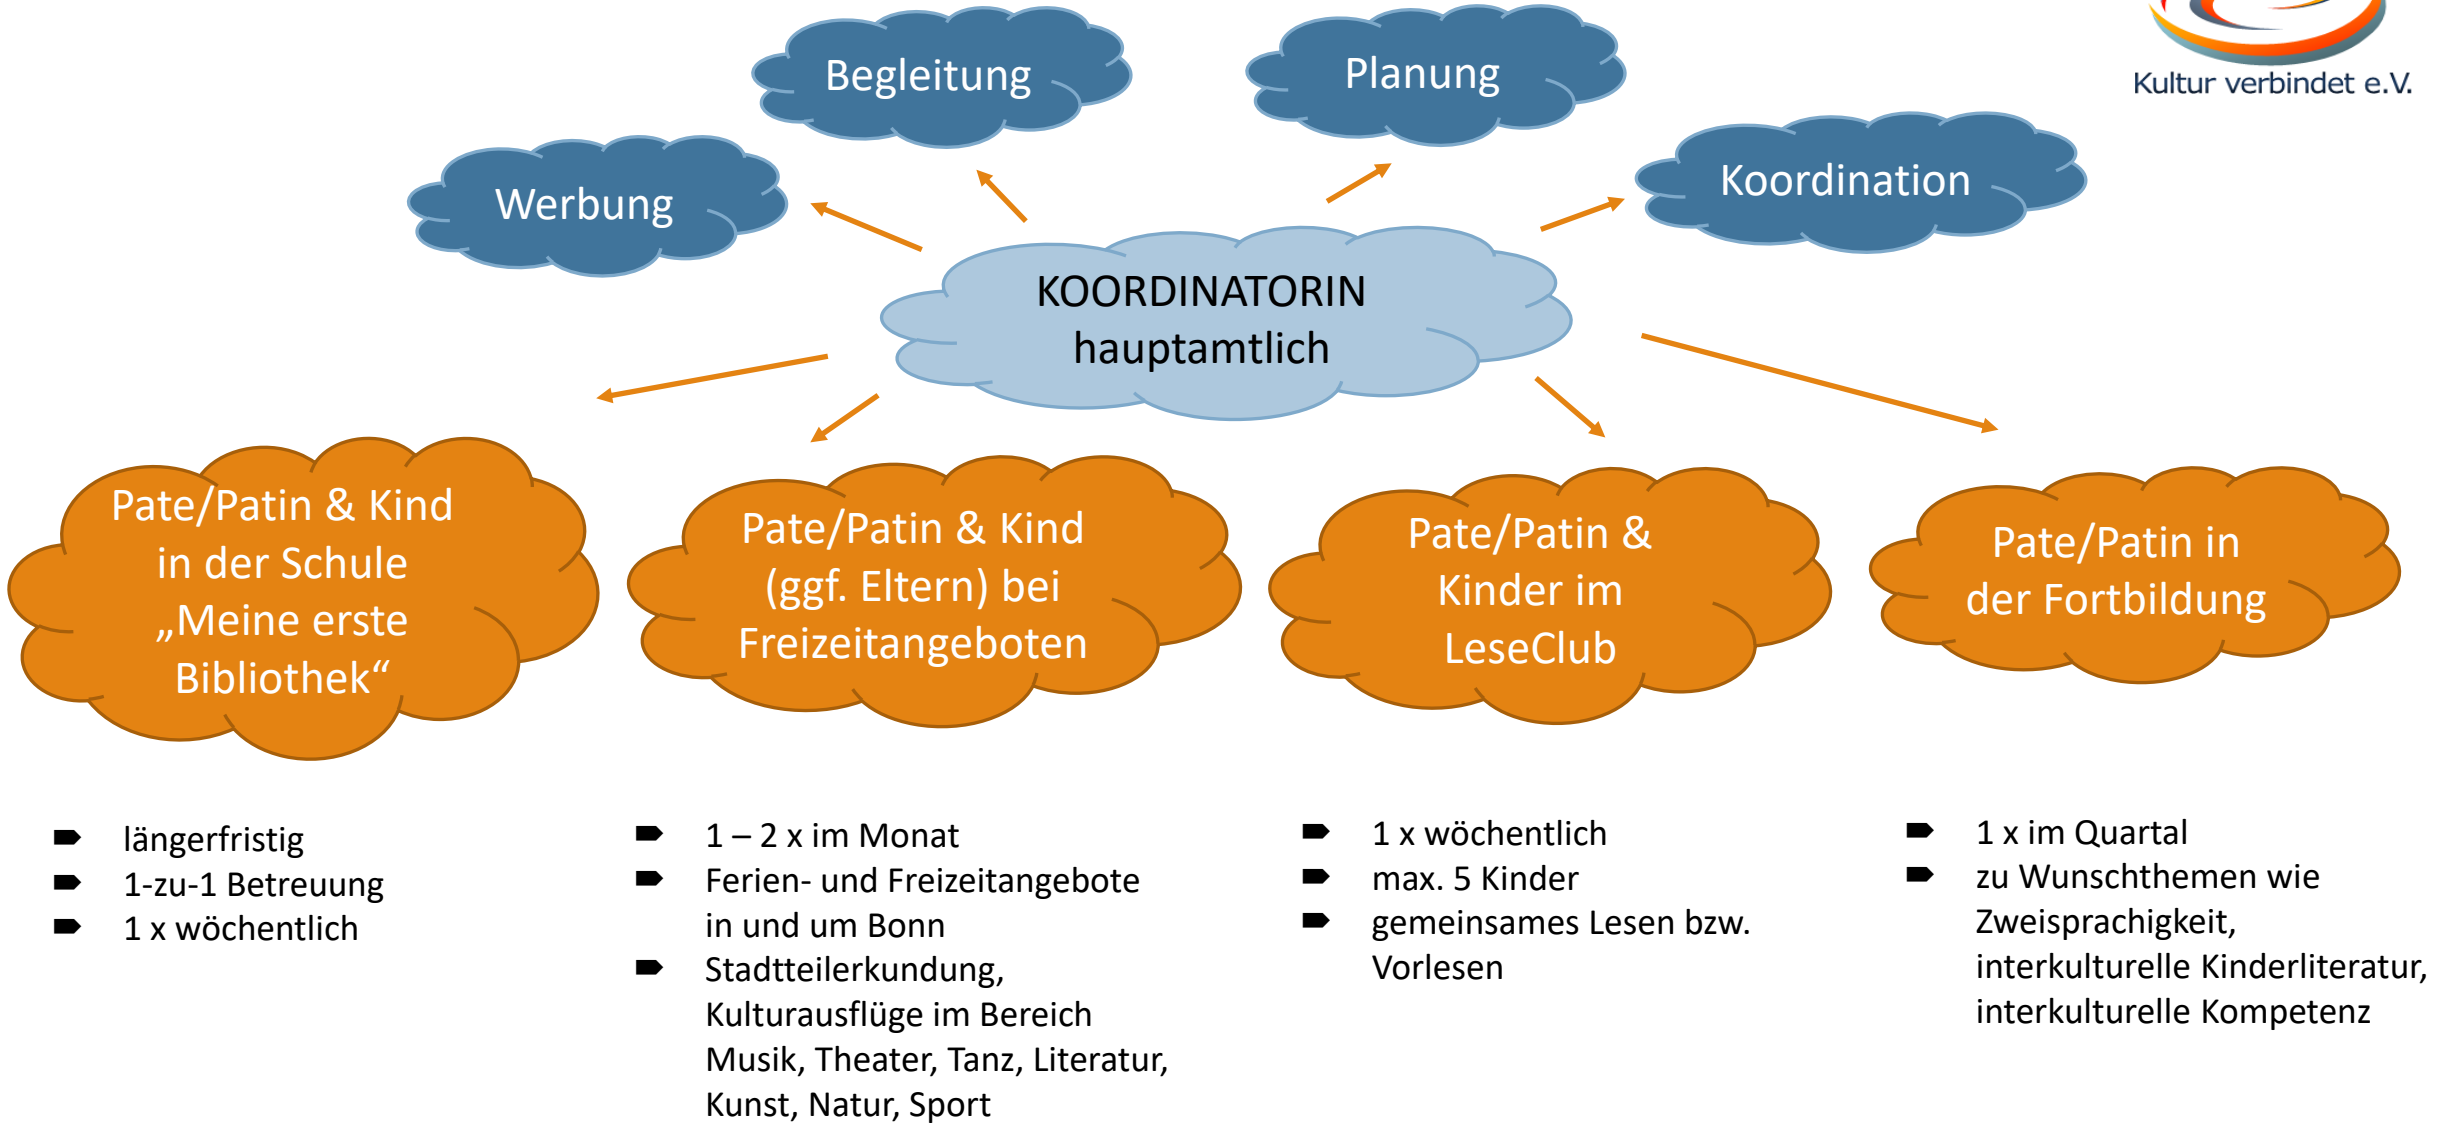 Kultur verbindet e.V.
Begleitung
Planung
Werbung
Koordination
KOORDINATORIN
hauptamtlich
Pate/Patin & Kind
in der Schule
„Meine erste
Bibliothek“
Pate/Patin & Kind
(ggf. Eltern) bei
Freizeitangeboten
Pate/Patin &
Kinder im
LeseClub
Pate/Patin in
der Fortbildung
längerfristig
1-zu-1 Betreuung
1 x wöchentlich
1 – 2 x im Monat
Ferien- und Freizeitangebote
in und um Bonn
Stadtteilerkundung,
Kulturausflüge im Bereich
Musik, Theater, Tanz, Literatur,
Kunst, Natur, Sport
1 x wöchentlich
max. 5 Kinder
gemeinsames Lesen bzw.
Vorlesen
1 x im Quartal
zu Wunschthemen wie
Zweisprachigkeit,
interkulturelle Kinderliteratur,
interkulturelle Kompetenz